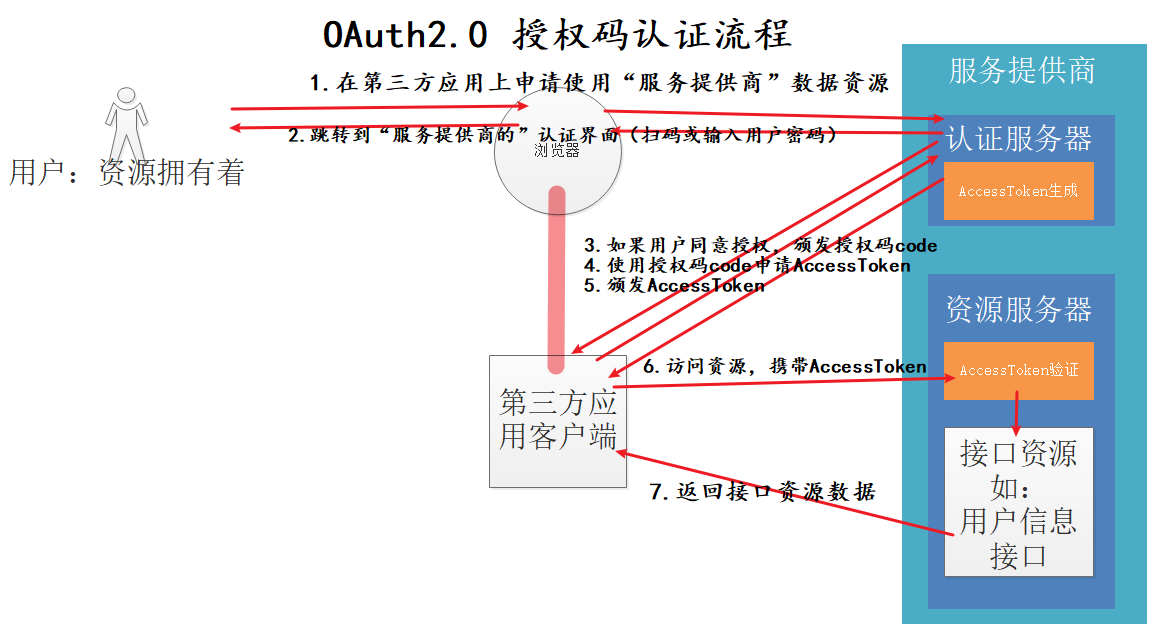 OAuth2.0 授权码认证流程
服务提供商
1.在第三方应用上申请使用“服务提供商”数据资源
2.跳转到“服务提供商的”认证界面（扫码或输入用户密码）
浏览器
用户：资源拥有着
认证服务器
AccessToken生成
3.如果用户同意授权，颁发授权码code
4.使用授权码code申请AccessToken
5.颁发AccessToken
资源服务器
6.访问资源，携带AccessToken
AccessToken验证
第三方应
用客户端
接口资源
如：
用户信息
接口
7.返回接口资源数据